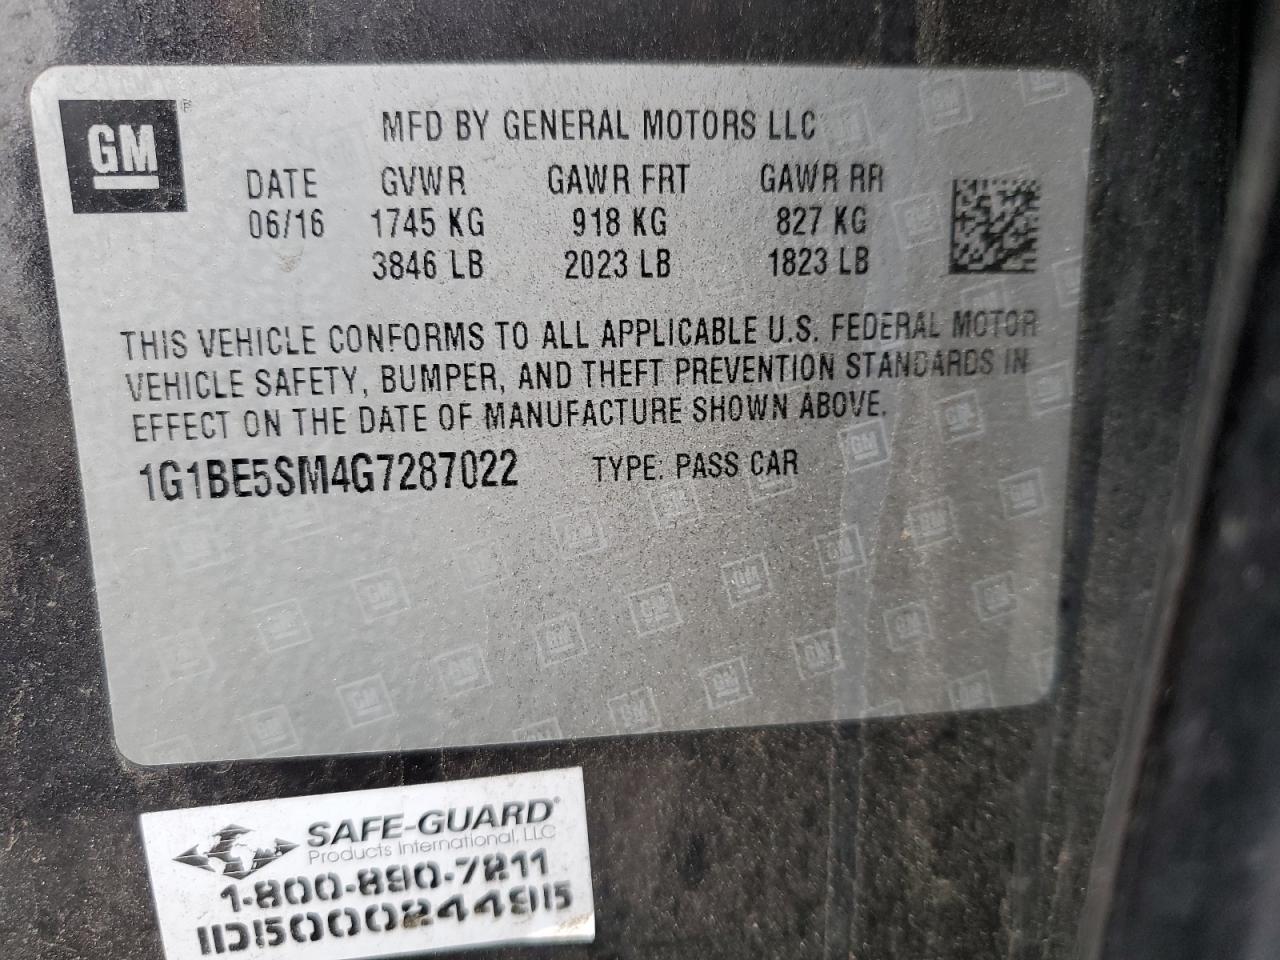 GM
MFD BY GENERAL MOTORS LLC
DATE GVWR GAWR FRT GAWR RR
06/16 1745 KG 918 KG 827 KG
3846 LB 2023 LB 1823 LB
THIS VEHICLE CONFORMS TO ALL APPLICABLE U.S. FEDERAL MOTOR
VEHICLE SAFETY, BUMPER, AND THEFT PREVENTION STANDARDS IN
EFFECT ON THE DATE OF MANUFACTURE SHOWN ABOVE.
1G1BE5SM4G7287022 TYPE: PASS CAR
SAFE-GUARD®
Products International, LLC
1-800-890-7811